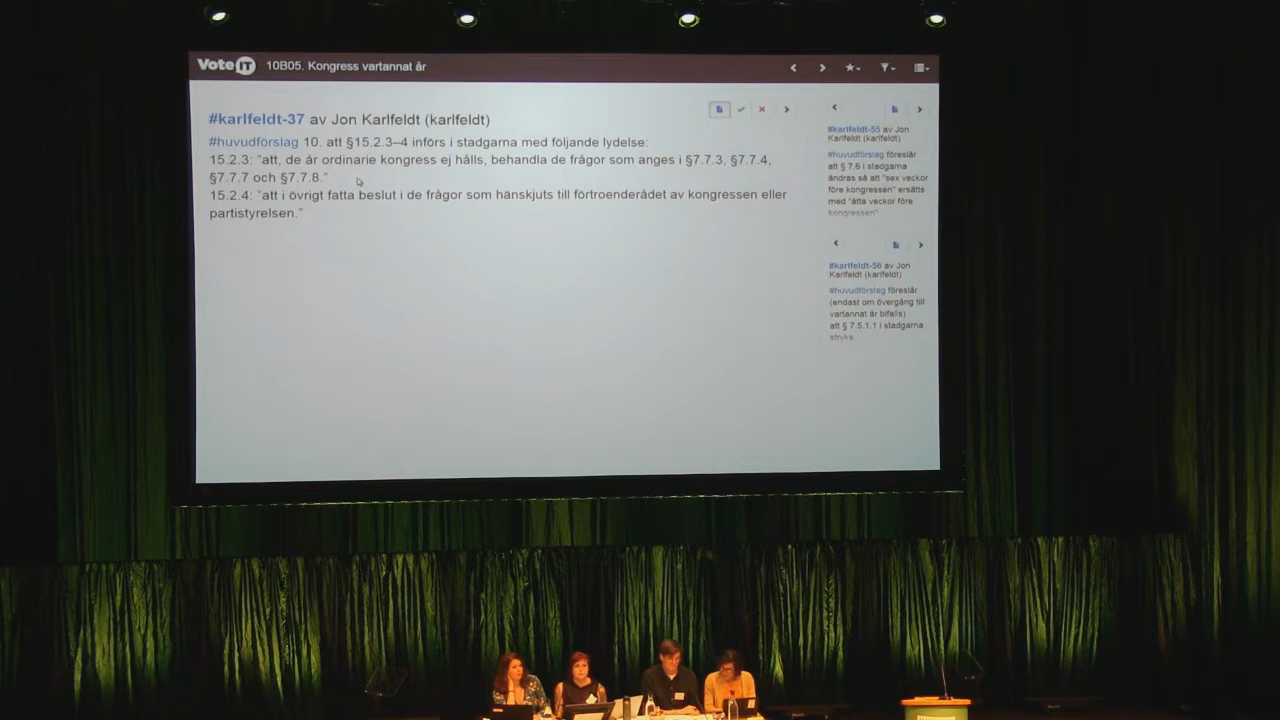 VoteIT 10B05. Kongress vartannat år
#karlfeldt-37 av Jon Karlfeldt (karlfeldt)
#huvudförslag 10. att §15.2.3–4 införs i stadgarna med följande lydelse:
15.2.3: "att, de år ordinarie kongress ej hålls, behandla de frågor som anges i §7.7.3, §7.7.4,
§7.7.7 och §7.7.8."
15.2.4: "att i övrigt fatta beslut i de frågor som hänskjuts till förtroenderådet av kongressen eller
partistyrelsen."
#karlfeldt-55 av Jon
Karlfeldt (karlfeldt)
#huvudförslag föreslår
att § 7.6 i stadgarna
ändras så att "sex veckor
före kongressen" ersätts
med "åtta veckor före
kongressen"
#karlfeldt-56 av Jon
Karlfeldt (karlfeldt)
#huvudförslag föreslår
(endast om övergång till
vartannat år bifalls)
att § 7.5.1.1 i stadgarna
stryks